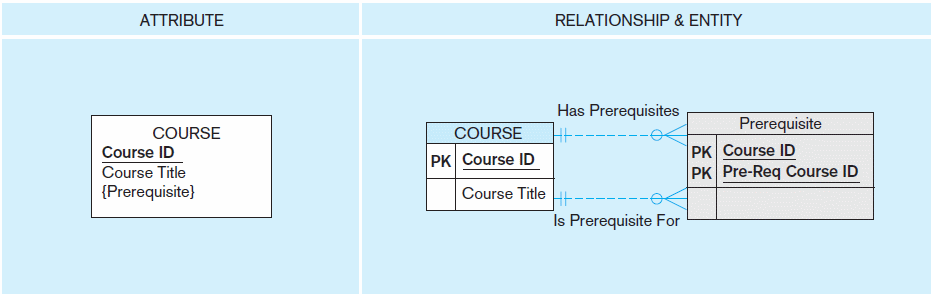 ATTRIBUTE
RELATIONSHIP & ENTITY
COURSE
Course ID
Course Title
{Prerequisite}
Has Prerequisites
COURSE
PK Course ID
Course Title
Is Prerequisite For
Prerequisite
PK Course ID
PK Pre-Req Course ID